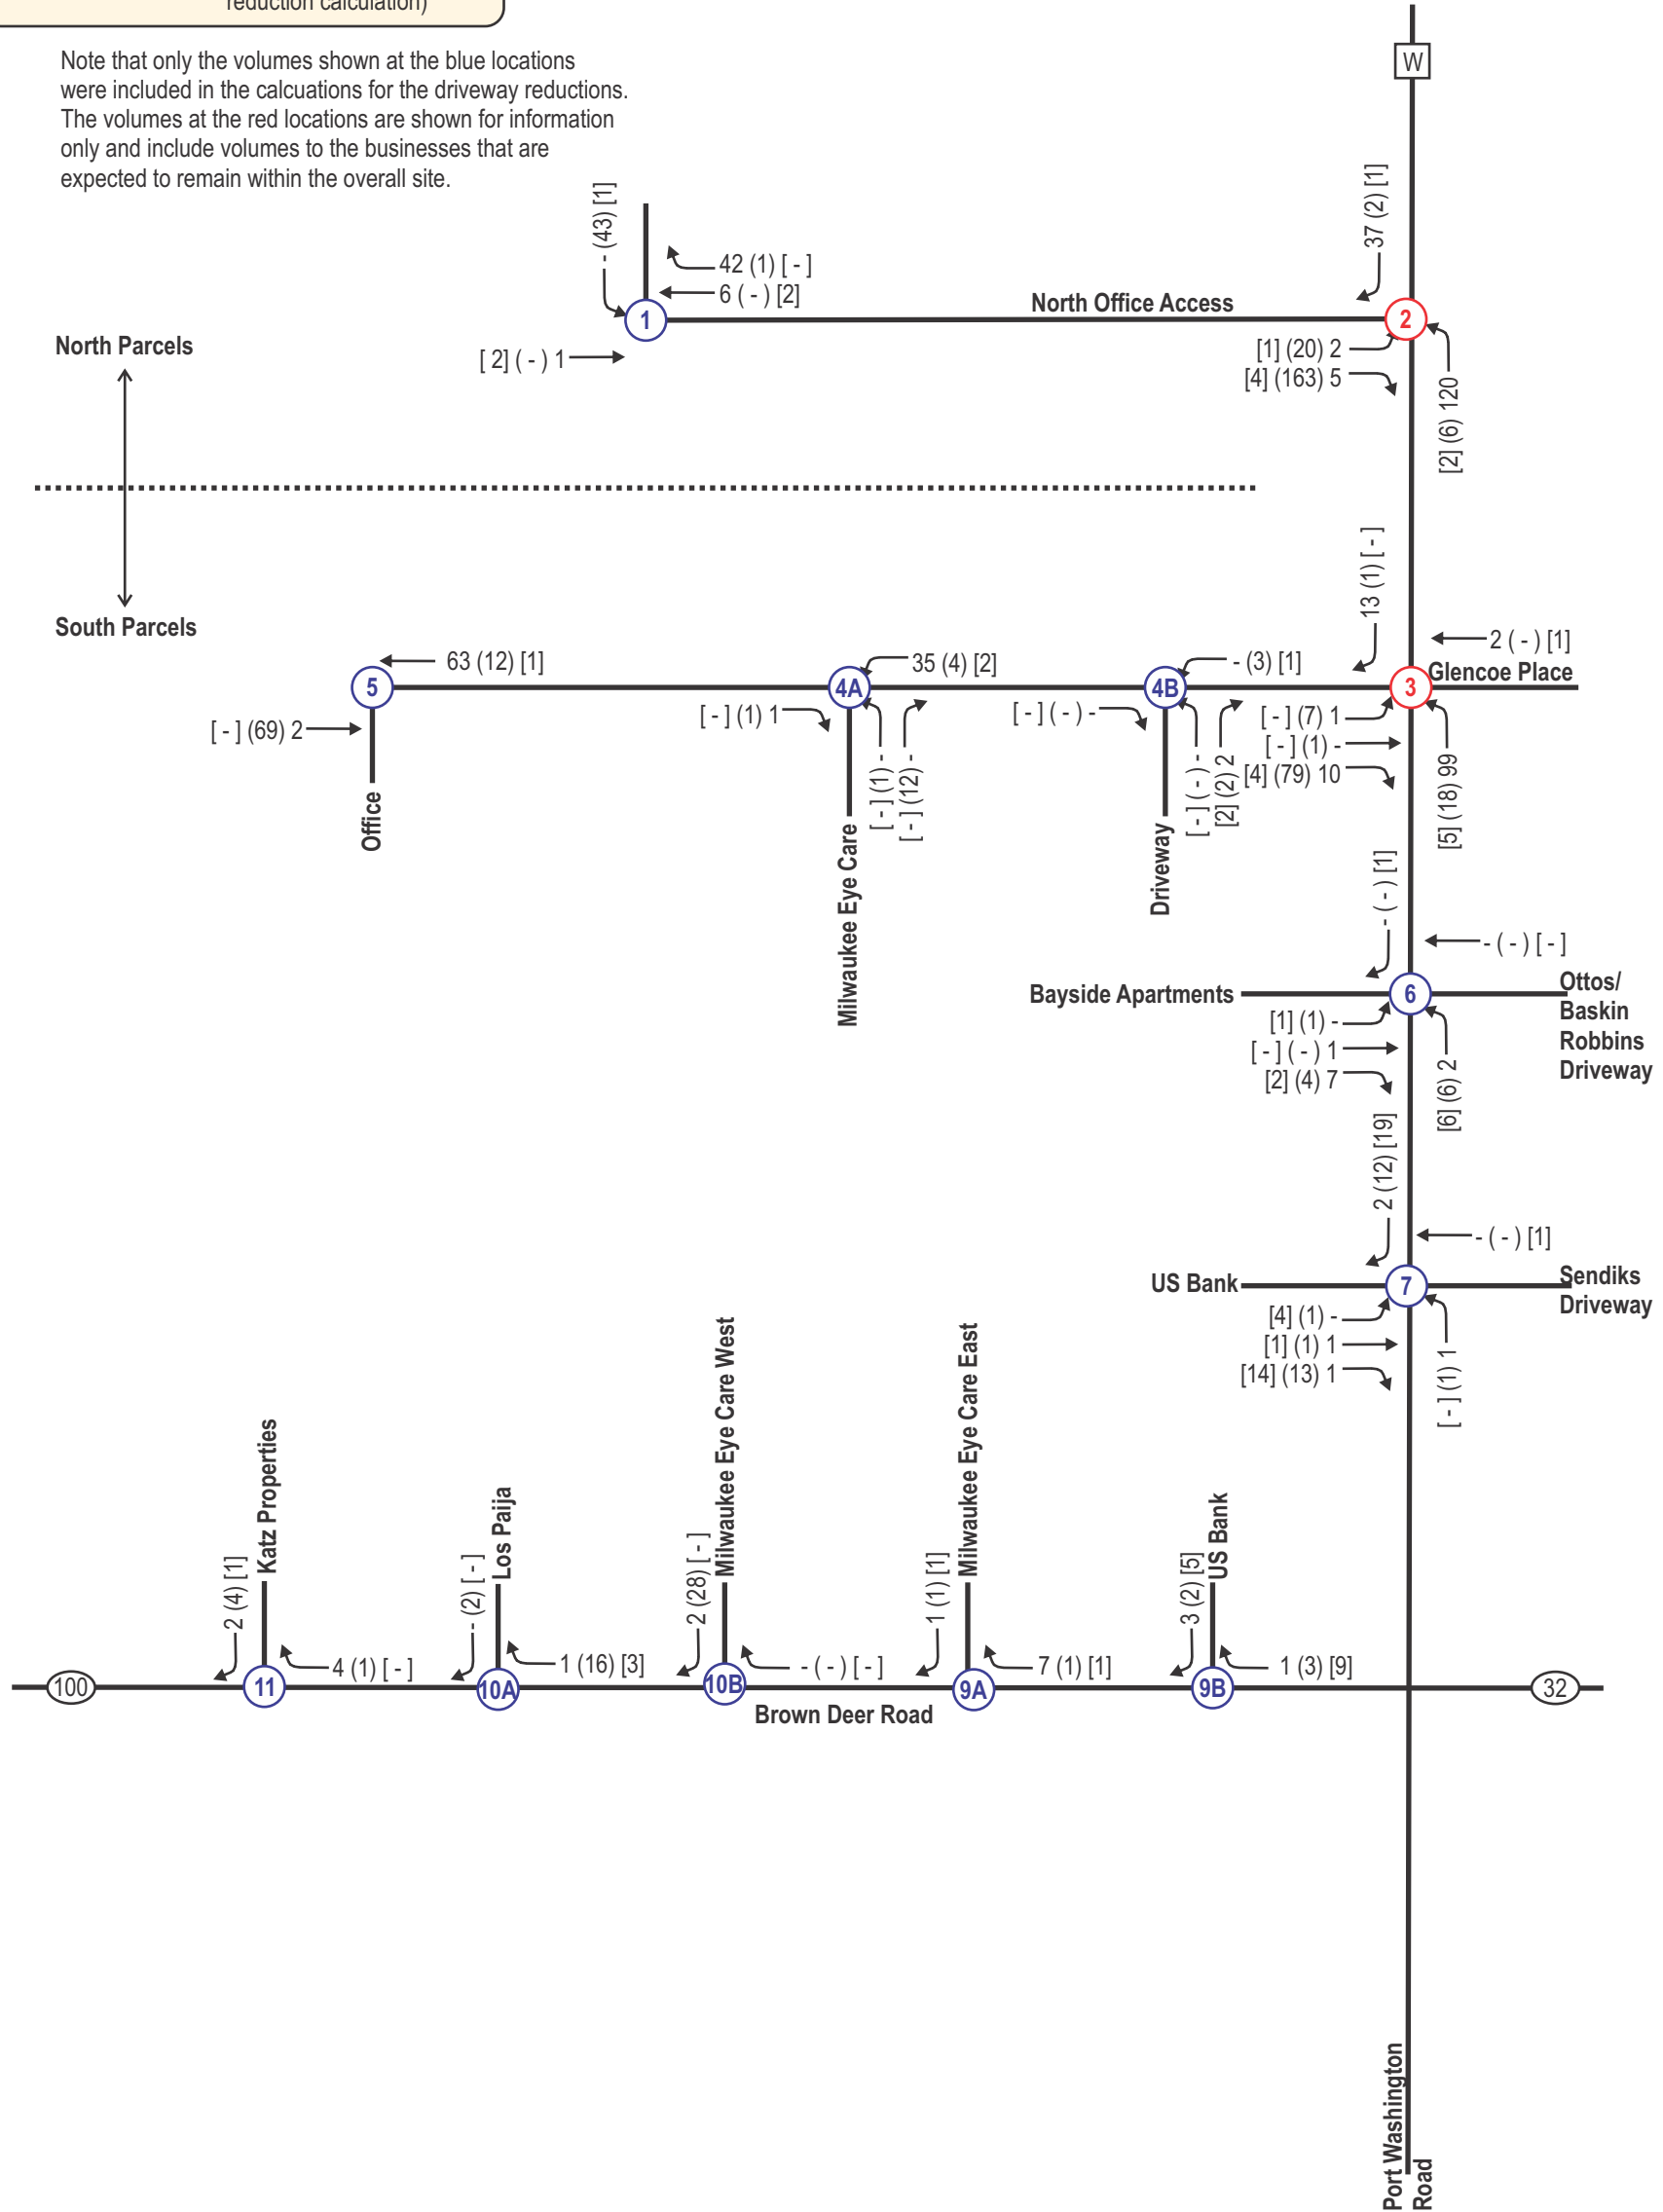 reduction calculation)
Note that only the volumes shown at the blue locations
were included in the calcuations for the driveway reductions.
The volumes at the red locations are shown for information
only and include volumes to the businesses that are
expected to remain within the overall site.
W
- (43) [1]
42 (1) [ - ]
6 ( - ) [2]
37 (2) [1]
North Office Access
1
2
[ 2] ( - ) 1
[1] (20) 2
[4] (163) 5
[2] (6) 120
North Parcels
South Parcels
13 (1) [ - ]
2 ( - ) [1]
Glencoe Place
63 (12) [1]
35 (4) [2]
- (3) [1]
5
4A
4B
3
[ - ] (69) 2
[ - ] (1) 1
[ - ] (1) -
[ - ] (12) -
[ - ] ( - ) -
[ - ] ( - ) -
[2] (2) 2
[ - ] (7) 1
[ - ] (1) -
[4] (79) 10
[5] (18) 99
Office
Milwaukee Eye Care
Driveway
- ( - ) [1]
- ( - ) [ - ]
Bayside Apartments
6
Ottos/
Baskin
Robbins
Driveway
[1] (1) -
[ - ] ( - ) 1
[2] (4) 7
[6] (6) 2
2 (12) [19]
- ( - ) [1]
US Bank
7
Sendiks
Driveway
[4] (1) -
[1] (1) 1
[14] (13) 1
[ - ] (1) 1
Katz Properties
Los Paija
Milwaukee Eye Care West
Milwaukee Eye Care East
US Bank
2 (4) [1]
4 (1) [ - ]
- (2) [ - ]
1 (16) [3]
2 (28) [ - ]
- ( - ) [ - ]
1 (1) [1]
7 (1) [1]
3 (2) [5]
1 (3) [9]
100
11
10A
10B
9A
9B
32
Brown Deer Road
Port Washington
Road